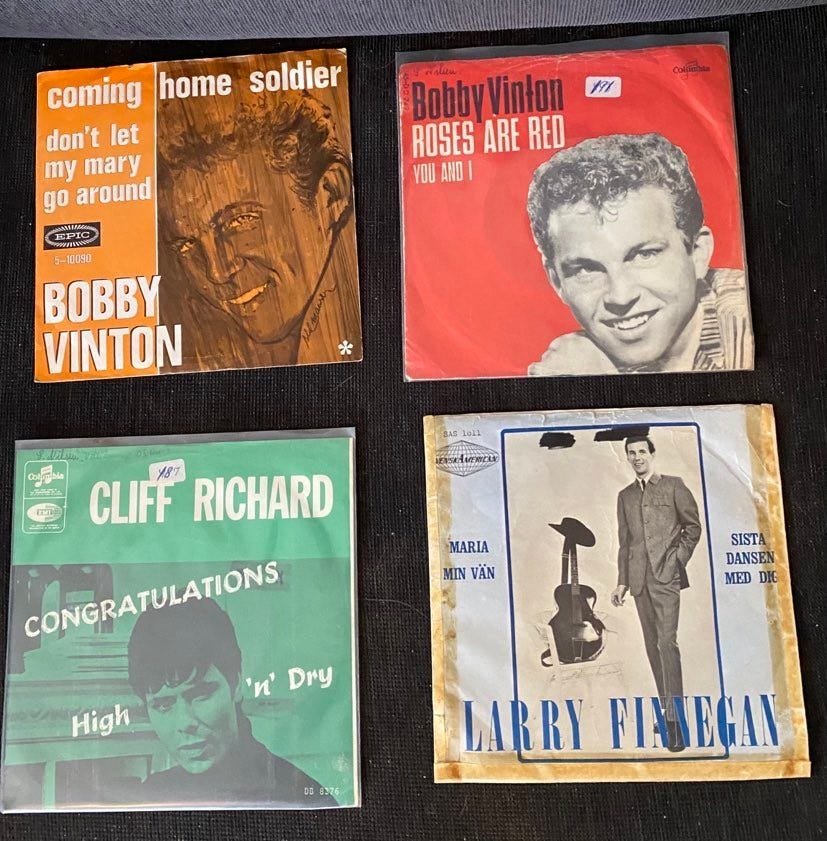 coming home soldier
don't let
my mary
go around
EPIC
5-10090
BOBBY
VINTON
*
Columbia
Bobby Vinton
ROSES ARE RED
YOU AND I
Columbia
EMI
CLIFF RICHARD
CONGRATULATIONS
High 'n' Dry
DB 8376
SAS 1011
SVENSKAMERICAN
MARIA
MIN VÄN
SISTA
DANSEN
MED DIG
LARRY FINNEGAN